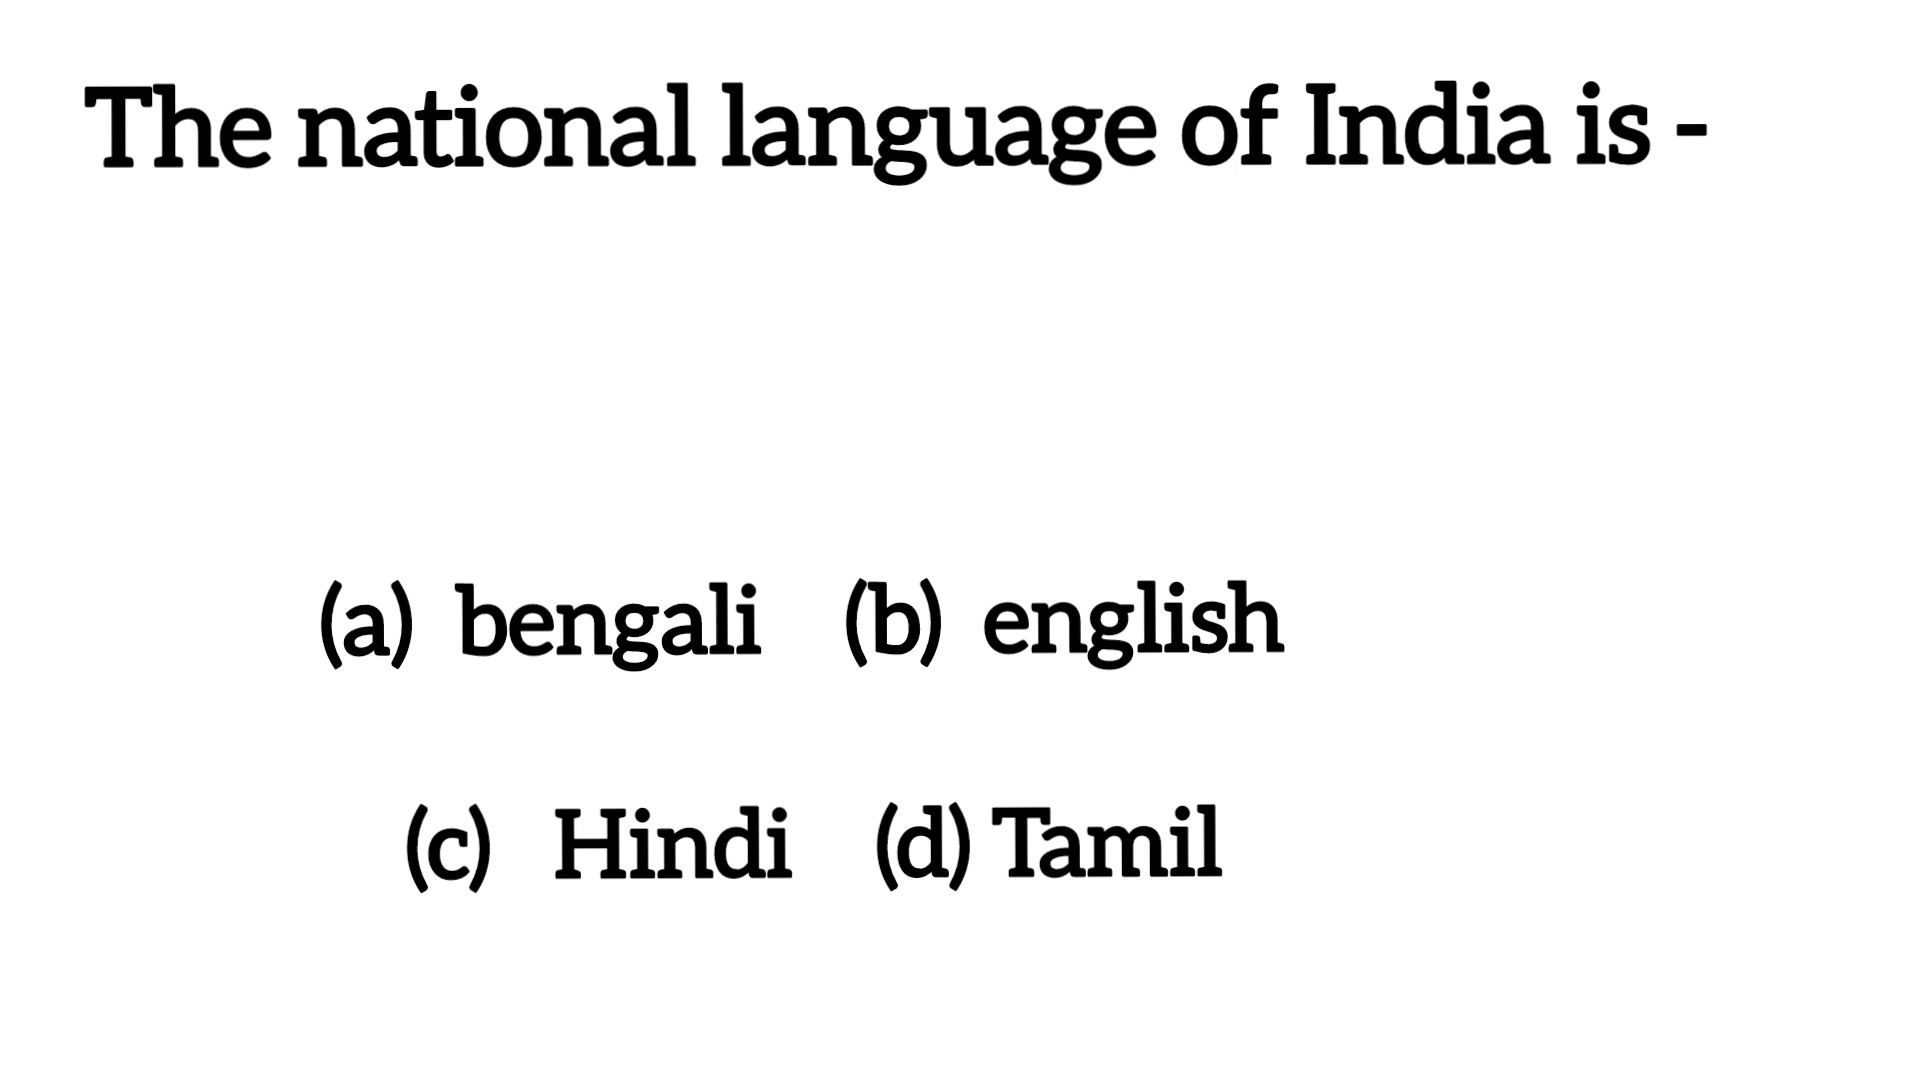 The national language of India is -
(a) bengali (b) english
(c) Hindi (d) Tamil